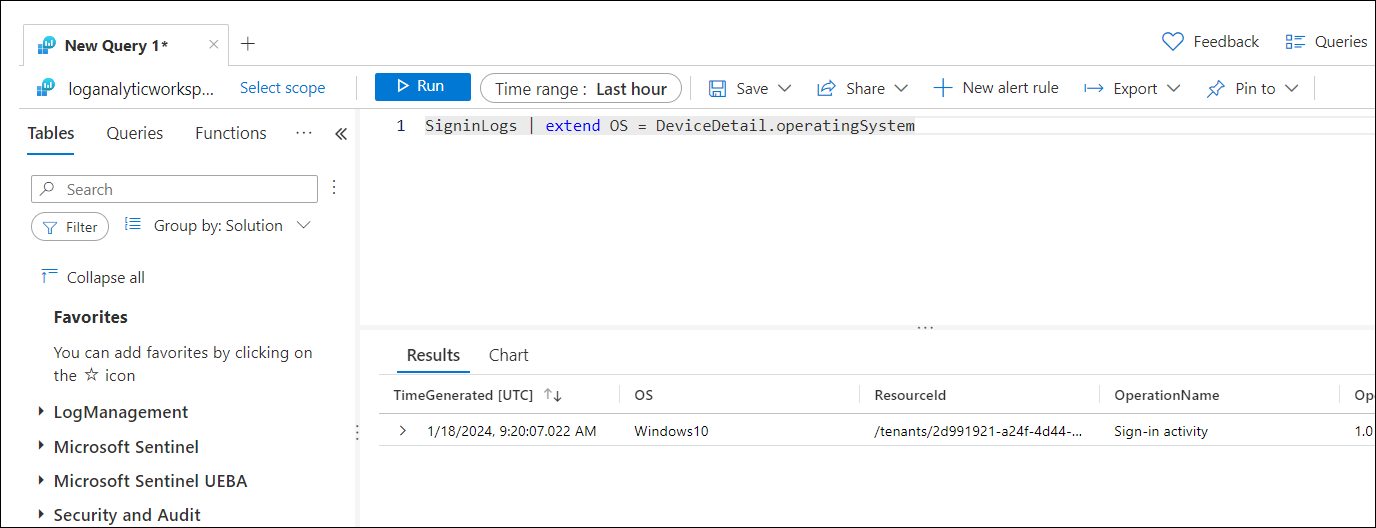 New Query 1*
Feedback
Queries
loganalyticworksp...
Select scope
Run
Time range : Last hour
Save
Share
New alert rule
Export
Pin to
Tables
Queries
Functions
1 SigninLogs | extend OS = DeviceDetail.operatingSystem
Search
Filter
Group by: Solution
Collapse all
Favorites
You can add favorites by clicking on
the ☆ icon
LogManagement
Microsoft Sentinel
Microsoft Sentinel UEBA
Security and Audit
Results
Chart
TimeGenerated [UTC] OS ResourceId OperationName Ope
1/18/2024, 9:20:07.022 AM Windows10 /tenants/2d991921-a24f-4d44-... Sign-in activity 1.0